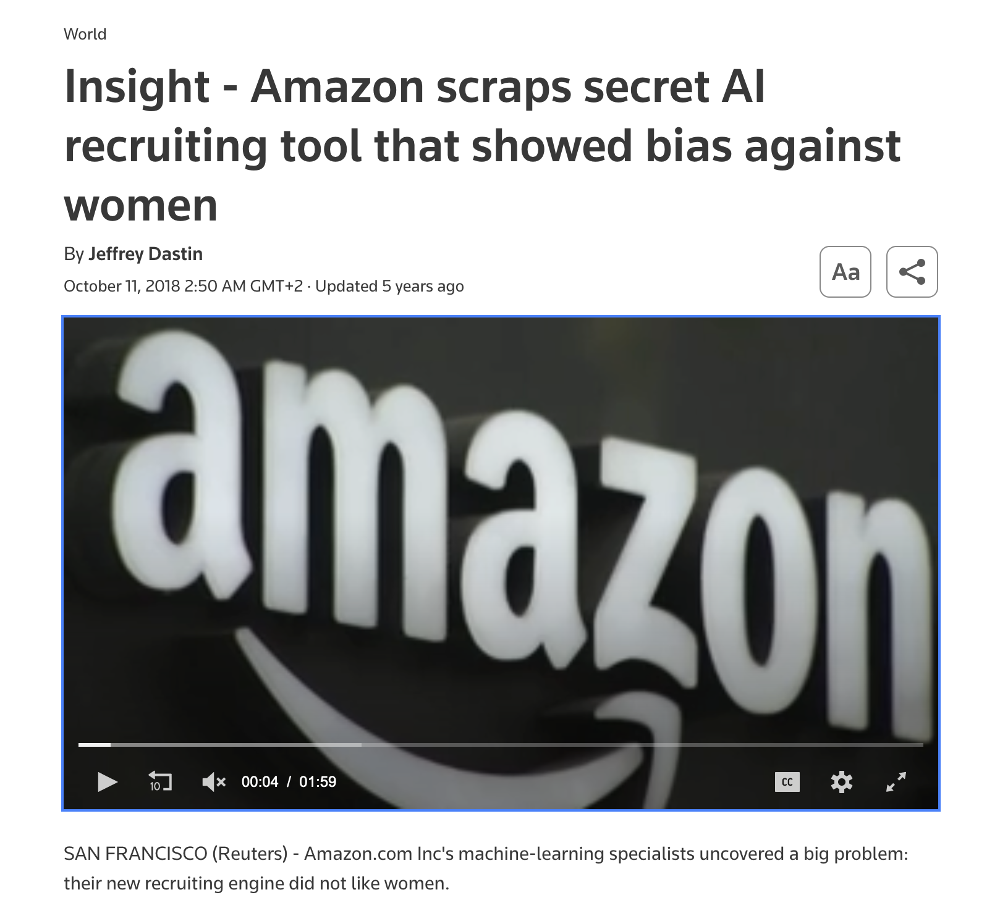 World
Insight - Amazon scraps secret AI
recruiting tool that showed bias against
women
By Jeffrey Dastin
October 11, 2018 2:50 AM GMT+2 · Updated 5 years ago
Aa
amazon
10
00:04 / 01:59
CC
SAN FRANCISCO (Reuters) - Amazon.com Inc's machine-learning specialists uncovered a big problem:
their new recruiting engine did not like women.